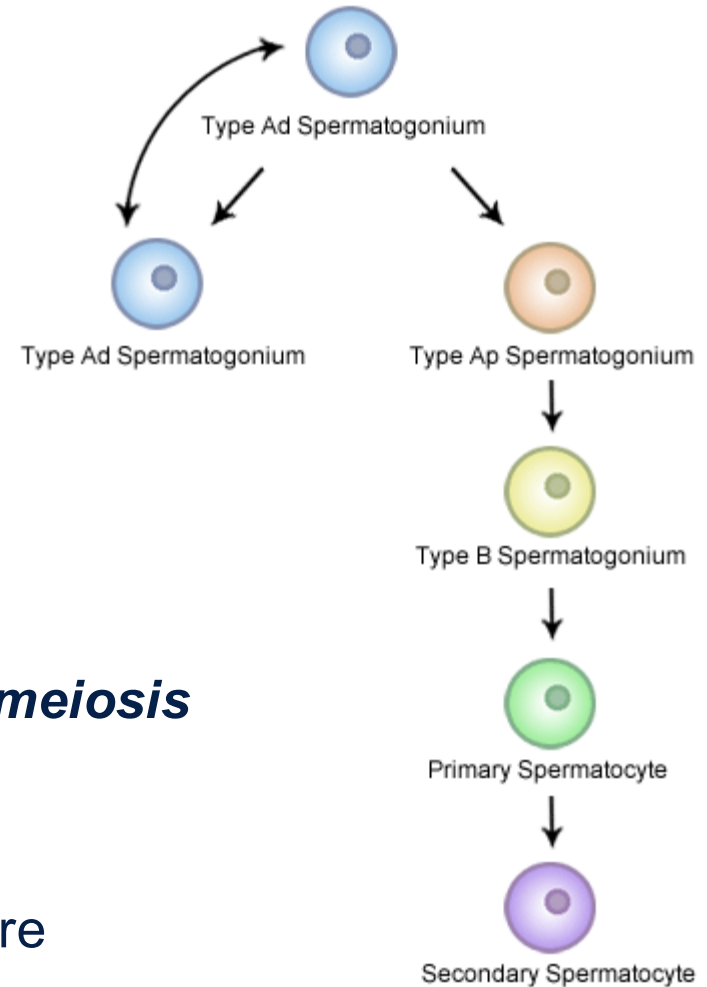 Type Ad Spermatogonium
Type Ad Spermatogonium
Type Ap Spermatogonium
Type B Spermatogonium
meiosis
Primary Spermatocyte
re
Secondary Spermatocyte